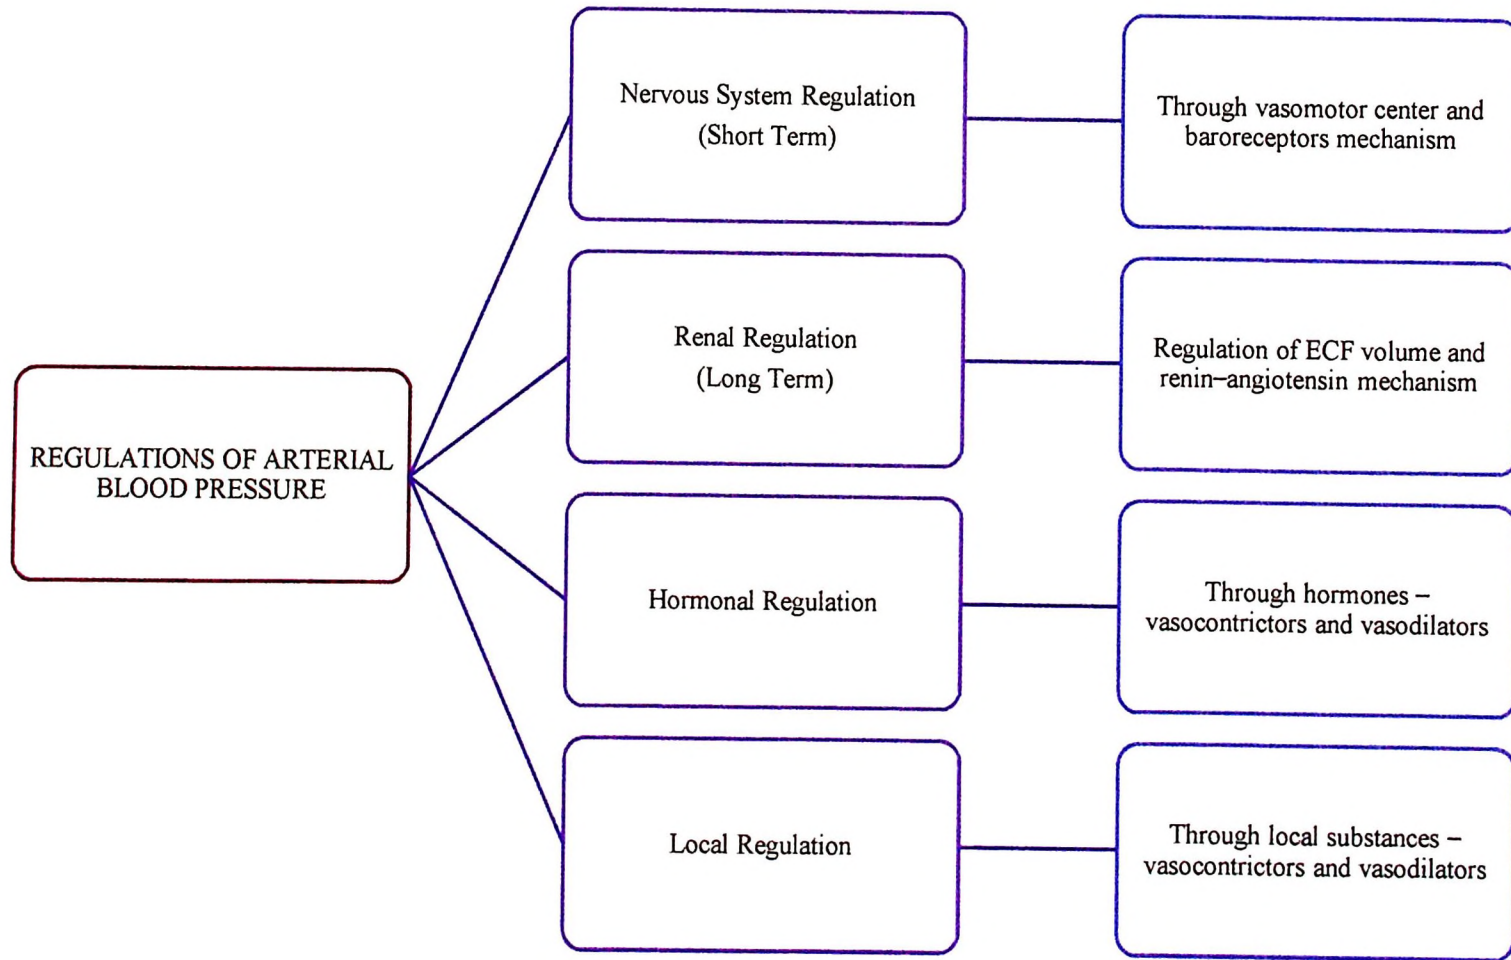 Nervous System Regulation
(Short Term)
Through vasomotor center and
baroreceptors mechanism
Renal Regulation
(Long Term)
Regulation of ECF volume and
renin–angiotensin mechanism
REGULATIONS OF ARTERIAL
BLOOD PRESSURE
Hormonal Regulation
Through hormones –
vasocontrictors and vasodilators
Local Regulation
Through local substances –
vasocontrictors and vasodilators